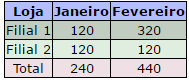 Loja Janeiro Fevereiro
Filial 1 120 320
Filial 2 120 120
Total 240 440